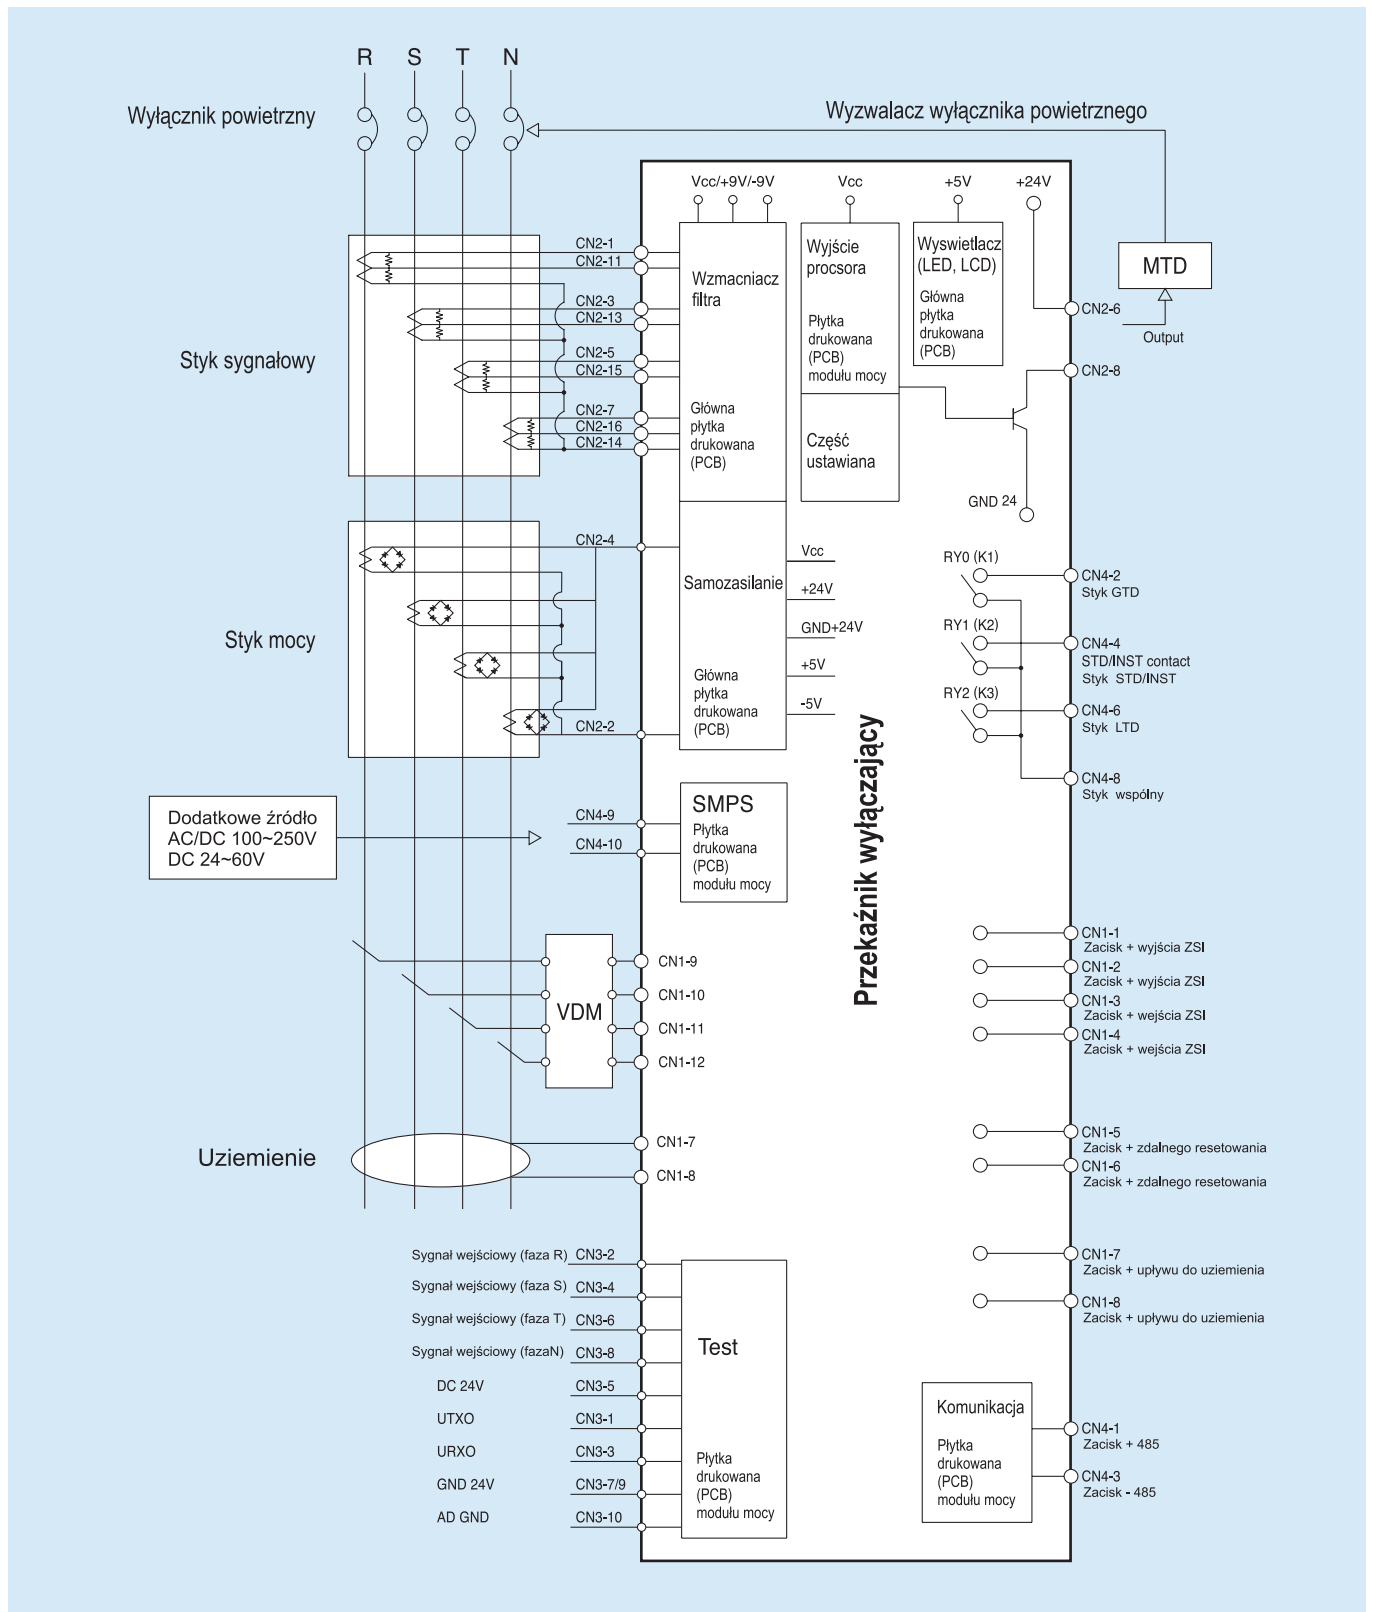 R S T N
Wyłącznik powietrzny
Wyzwalacz wyłącznika powietrznego
Vcc/+9V/-9V
Vcc
+5V
+24V
MTD
Output
CN2-6
CN2-8
Styk sygnałowy
CN2-1
CN2-11
CN2-3
CN2-13
CN2-5
CN2-15
CN2-7
CN2-16
CN2-14
Wzmacniacz
filtra
Główna
płytka
drukowana
(PCB)
Wyjście
procsora
Płytka
drukowana
(PCB)
modułu mocy
Część
ustawiana
Wyswietlacz
(LED, LCD)
Główna
płytka
drukowana
(PCB)
GND 24
Styk mocy
CN2-4
CN2-2
Samozasilanie
Główna
płytka
drukowana
(PCB)
Vcc
+24V
GND+24V
+5V
-5V
RY0 (K1)
CN4-2
Styk GTD
RY1 (K2)
CN4-4
STD/INST contact
Styk STD/INST
RY2 (K3)
CN4-6
Styk LTD
CN4-8
Styk wspólny
Przekaźnik wyłączający
Dodatkowe źródło
AC/DC 100~250V
DC 24~60V
CN4-9
CN4-10
SMPS
Płytka
drukowana
(PCB)
modułu mocy
VDM
CN1-9
CN1-10
CN1-11
CN1-12
CN1-1
Zacisk + wyjścia ZSI
CN1-2
Zacisk + wyjścia ZSI
CN1-3
Zacisk + wejścia ZSI
CN1-4
Zacisk + wejścia ZSI
Uziemienie
CN1-7
CN1-8
CN1-5
Zacisk + zdalnego resetowania
CN1-6
Zacisk + zdalnego resetowania
CN1-7
Zacisk + upływu do uziemienia
CN1-8
Zacisk + upływu do uziemienia
Sygnał wejściowy (faza R) CN3-2
Sygnał wejściowy (faza S) CN3-4
Sygnał wejściowy (faza T) CN3-6
Sygnał wejściowy (fazaN) CN3-8
DC 24V CN3-5
UTXO CN3-1
URXO CN3-3
GND 24V CN3-7/9
AD GND CN3-10
Test
Płytka
drukowana
(PCB)
modułu mocy
Komunikacja
Płytka
drukowana
(PCB)
modułu mocy
CN4-1
Zacisk + 485
CN4-3
Zacisk - 485